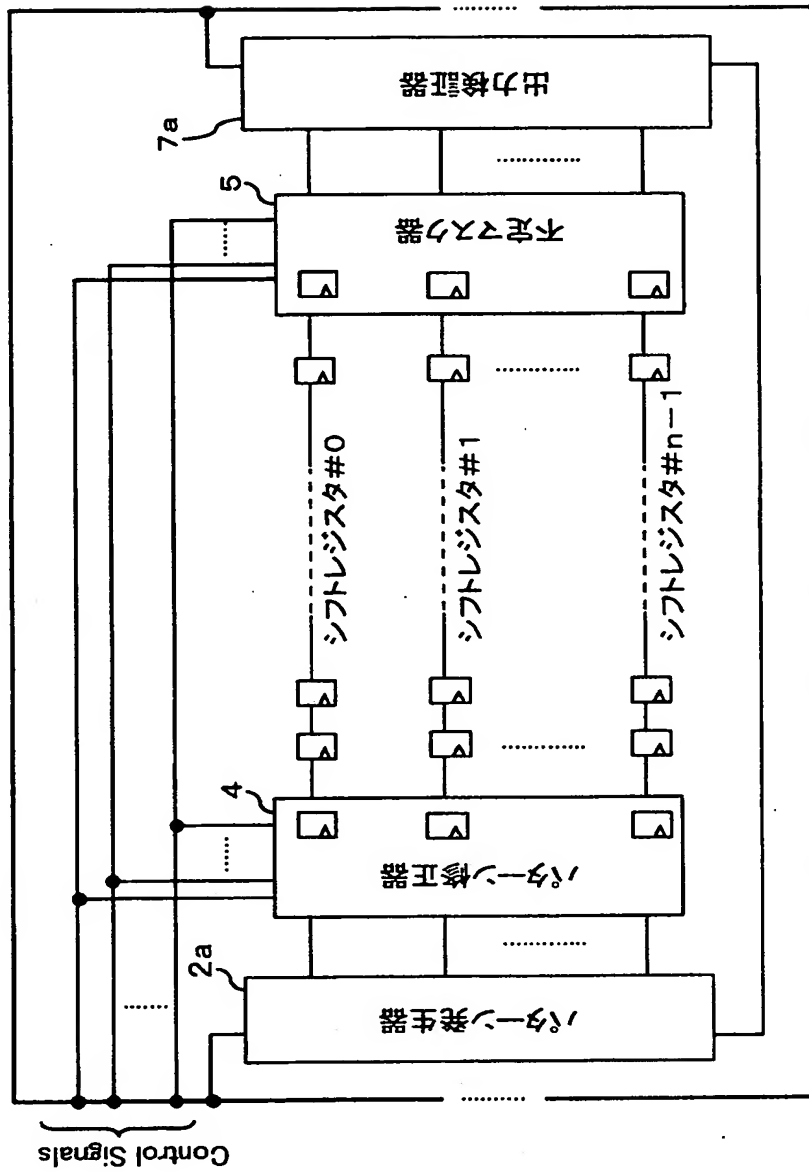 Control Signals
2a
パターン発生器
4
パターン修正器
シフトレジスタ#0
シフトレジスタ#1
シフトレジスタ#n－1
5
不定マスク器
7a
出力検証器